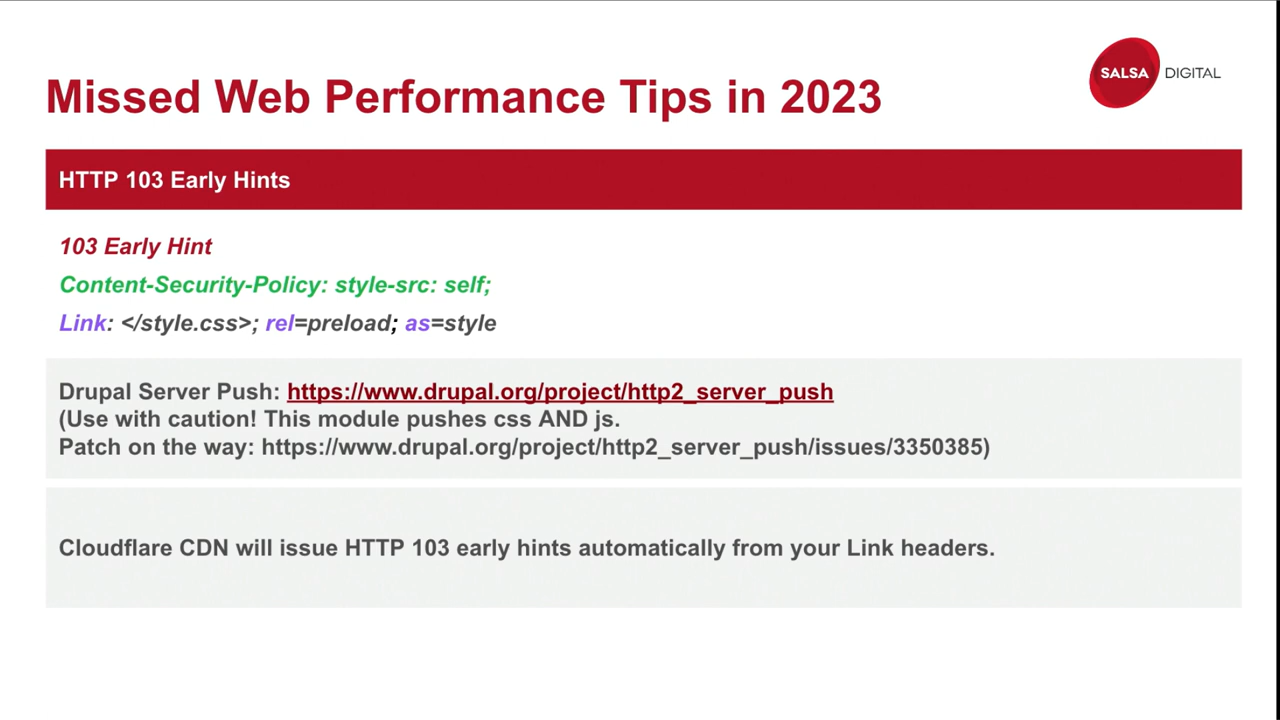 SALSA DIGITAL
Missed Web Performance Tips in 2023
HTTP 103 Early Hints
103 Early Hint
Content-Security-Policy: style-src: self;
Link: </style.css>; rel=preload; as=style
Drupal Server Push: https://www.drupal.org/project/http2_server_push
(Use with caution! This module pushes css AND js.
Patch on the way: https://www.drupal.org/project/http2_server_push/issues/3350385)
Cloudflare CDN will issue HTTP 103 early hints automatically from your Link headers.